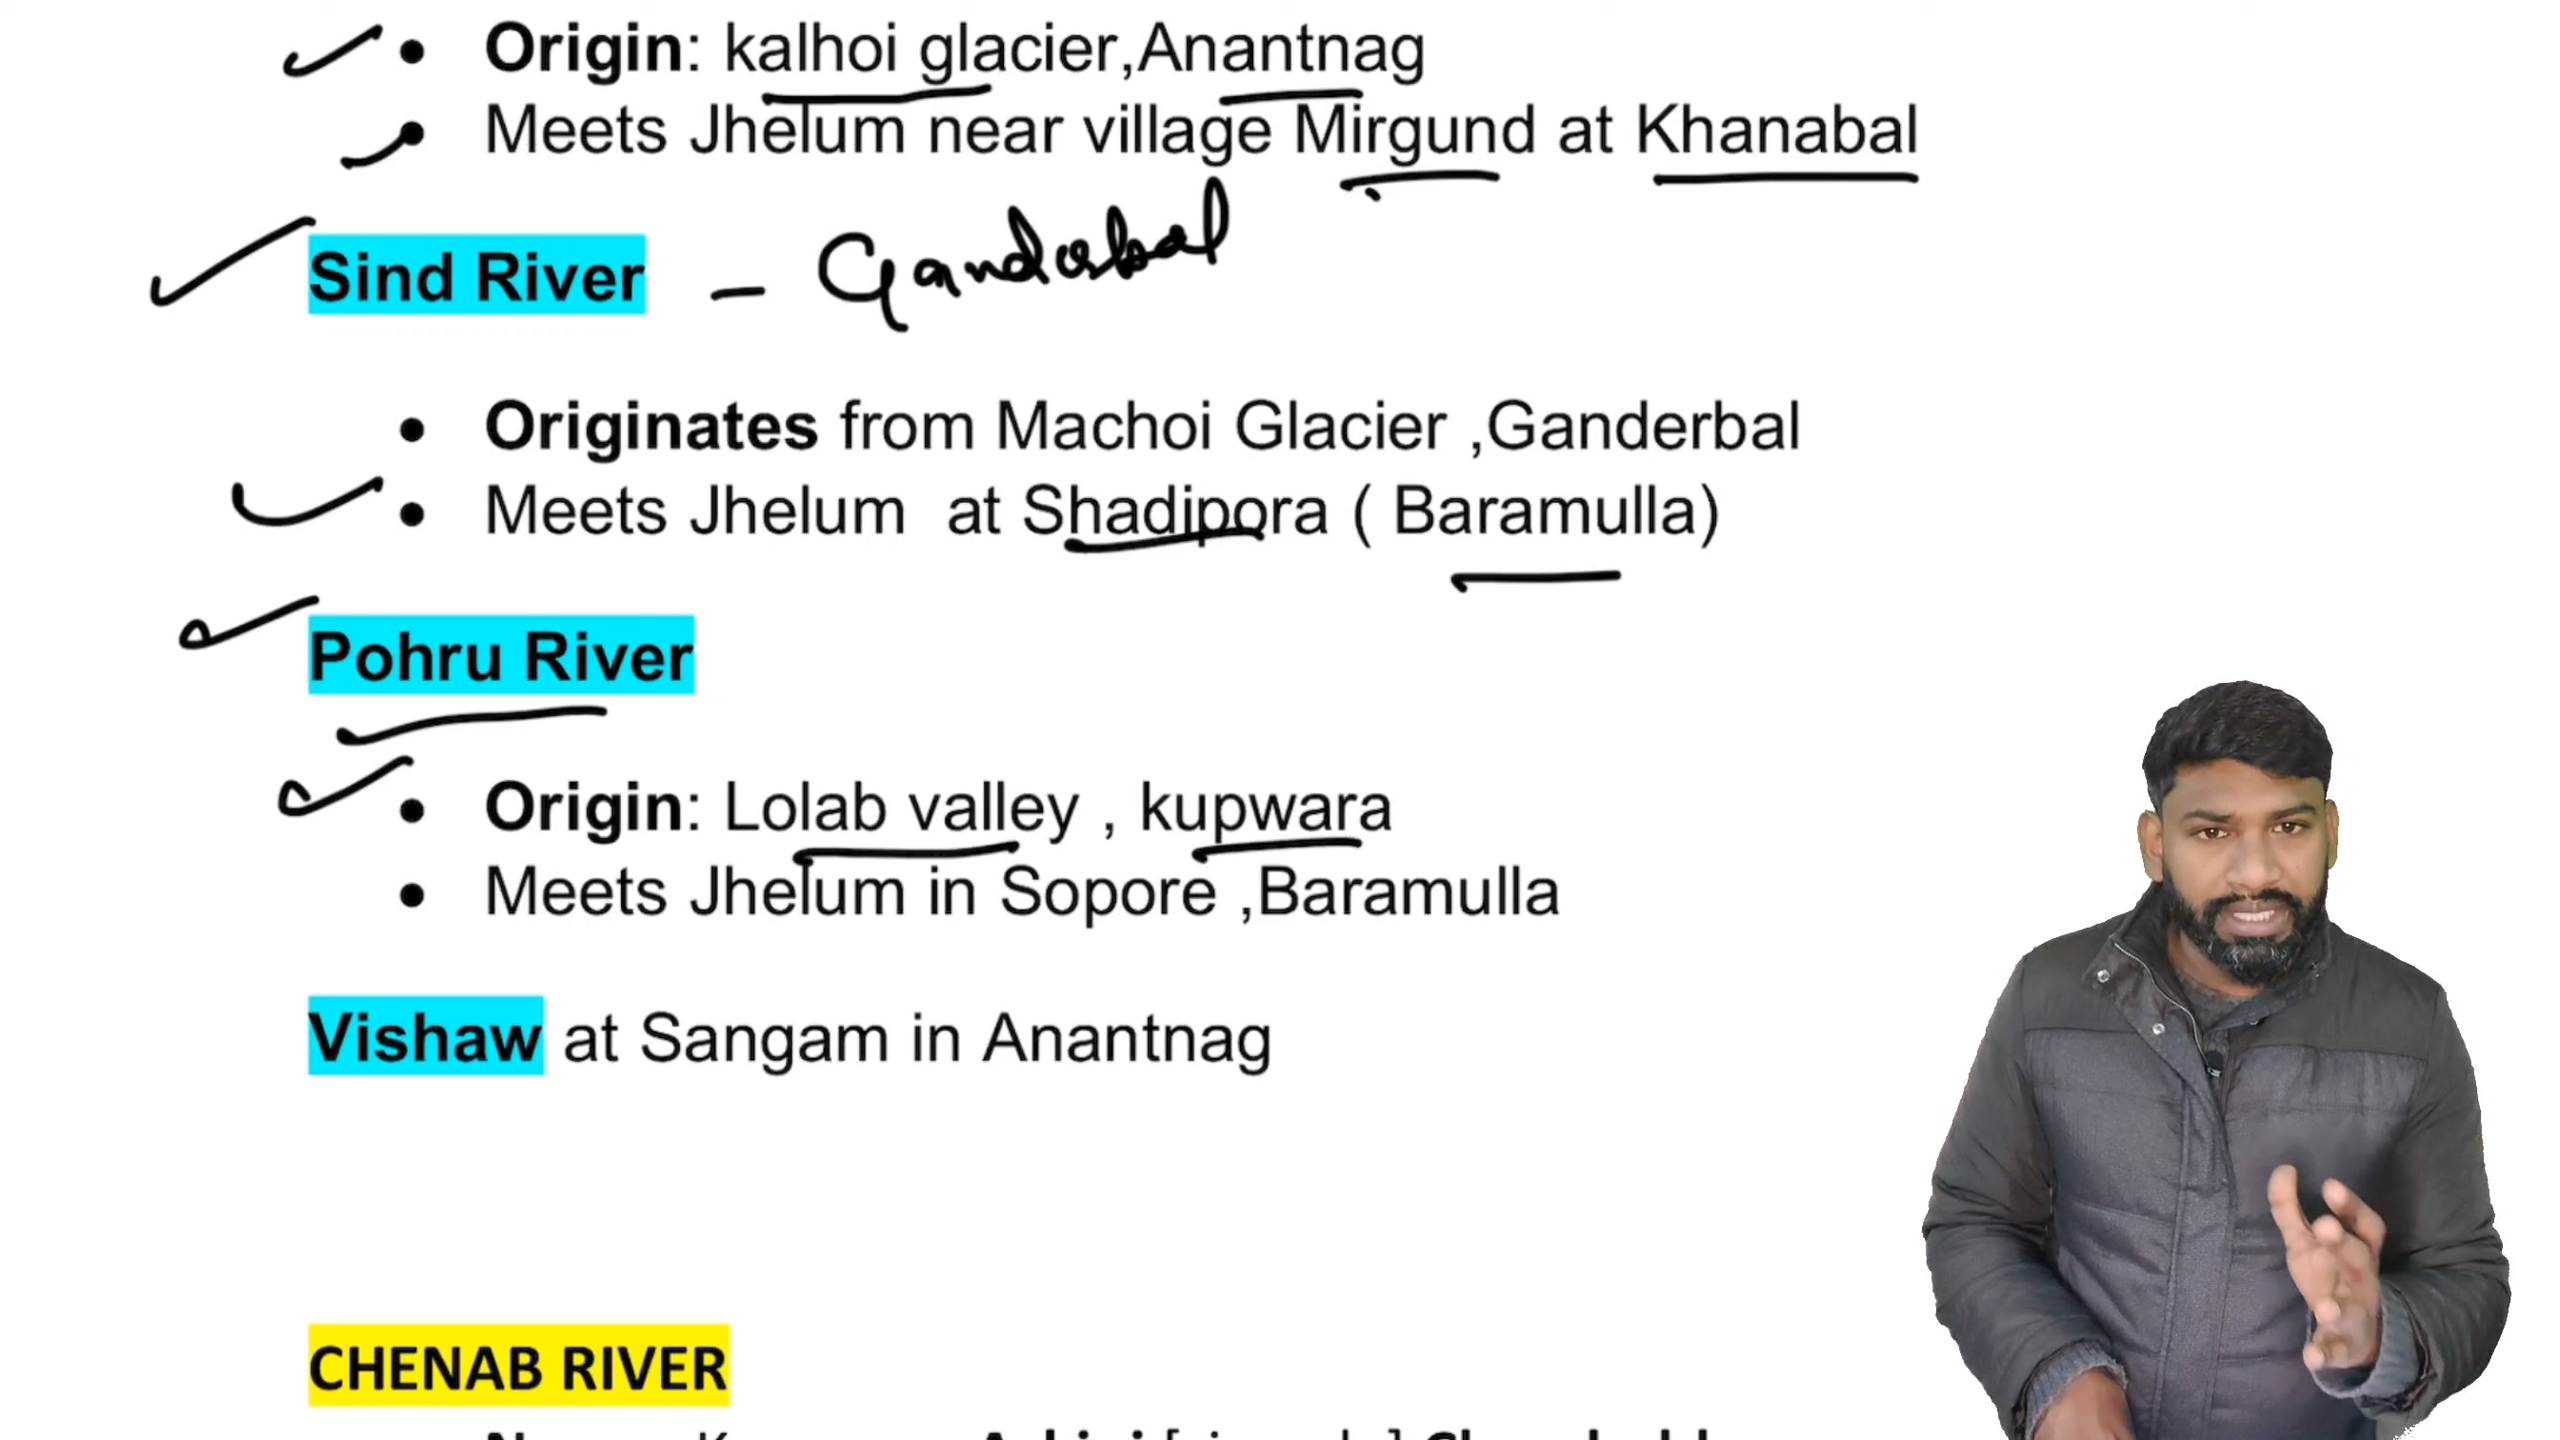 • Origin: kalhoi glacier,Anantnag
• Meets Jhelum near village Mirgund at Khanabal
Sind River - Ganderbal
• Originates from Machoi Glacier ,Ganderbal
• Meets Jhelum at Shadipora ( Baramulla)
Pohru River
• Origin: Lolab valley , kupwara
• Meets Jhelum in Sopore ,Baramulla
Vishaw at Sangam in Anantnag
CHENAB RIVER